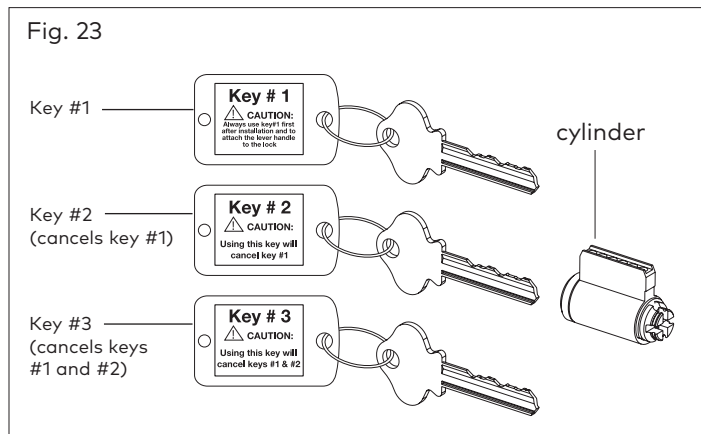 Fig. 23
Key #1
Key # 1
CAUTION:
Always use key#1 first
after installation and to
attach the lever handle
to the lock
cylinder
Key #2
(cancels key #1)
Key # 2
CAUTION:
Using this key will
cancel key #1
Key #3
(cancels keys
#1 and #2)
Key # 3
CAUTION:
Using this key will
cancel keys #1 & #2